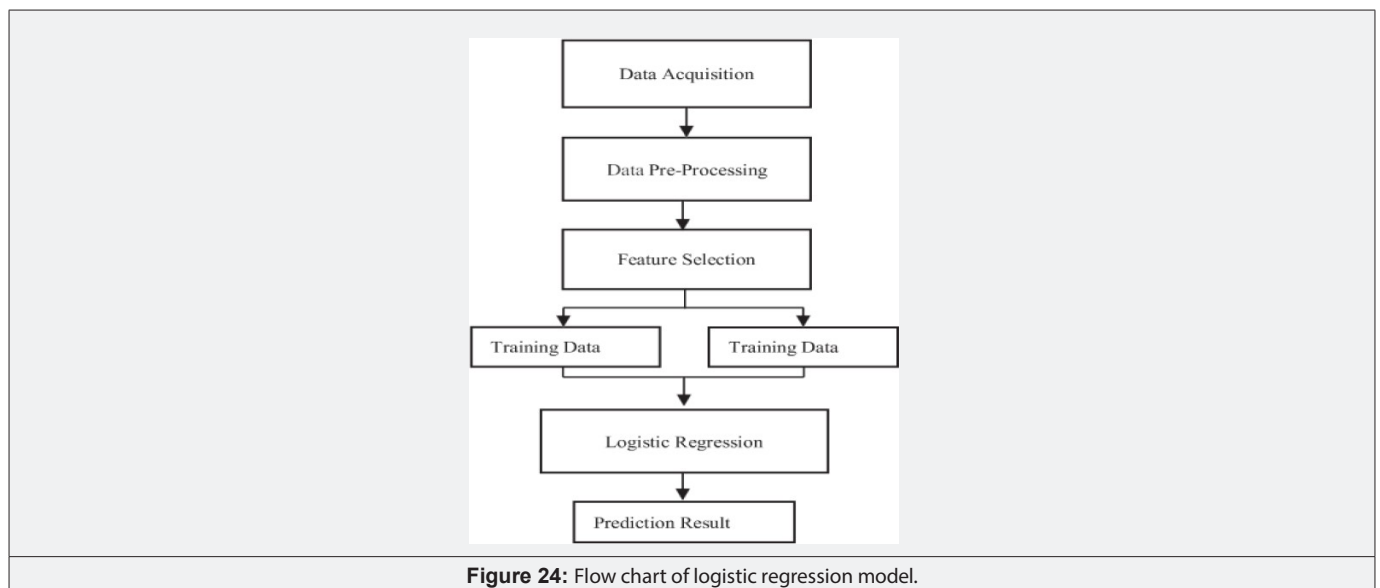 Data Acquisition
Data Pre-Processing
Feature Selection
Training Data
Training Data
Logistic Regression
Prediction Result
Figure 24: Flow chart of logistic regression model.